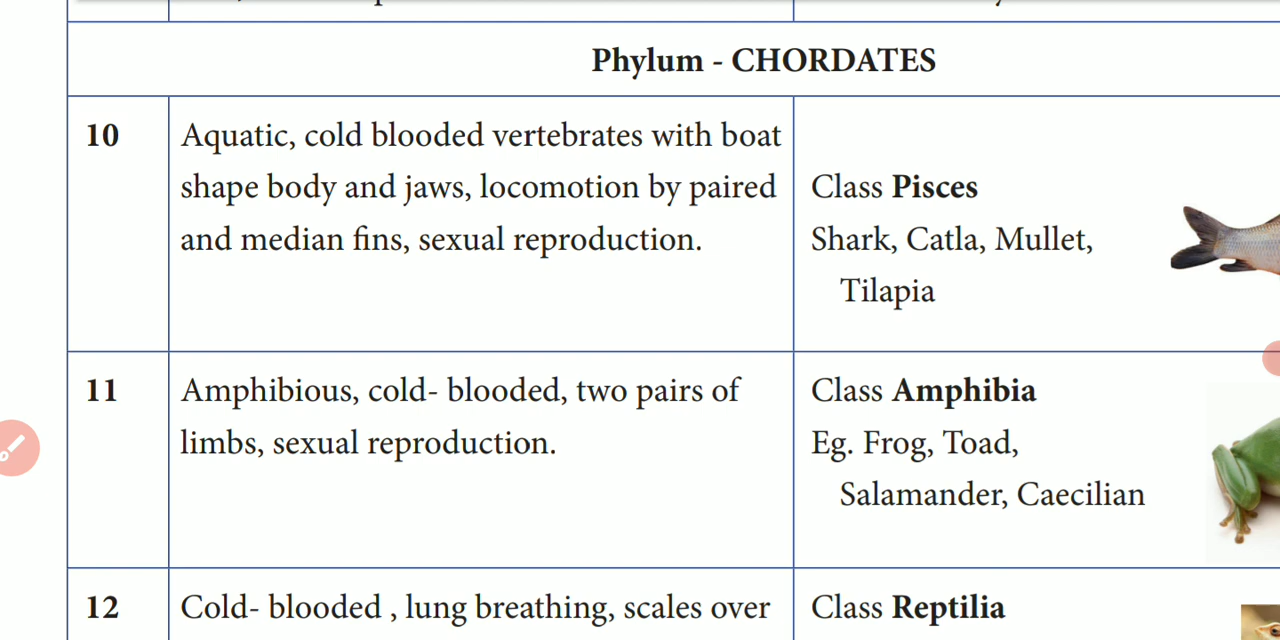 Phylum - CHORDATES
10
Aquatic, cold blooded vertebrates with boat
shape body and jaws, locomotion by paired
and median fins, sexual reproduction.
Class Pisces
Shark, Catla, Mullet,
Tilapia
11
Amphibious, cold- blooded, two pairs of
limbs, sexual reproduction.
Class Amphibia
Eg. Frog, Toad,
Salamander, Caecilian
12
Cold- blooded , lung breathing, scales over
Class Reptilia